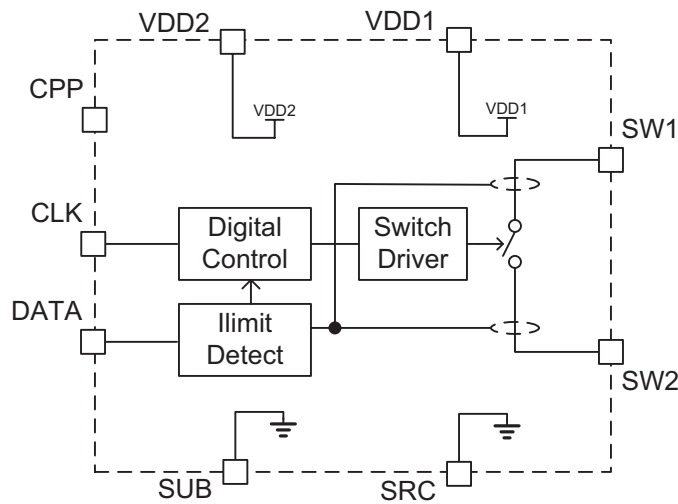 VDD2
VDD1
CPP
VDD2
VDD1
SW1
CLK
Digital
Control
Switch
Driver
DATA
Ilimit
Detect
SW2
SUB
SRC